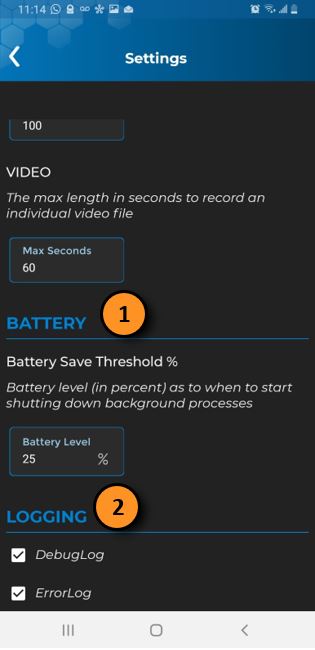 11:14
Settings
100
VIDEO
The max length in seconds to record an
individual video file
Max Seconds
60
1
BATTERY
Battery Save Threshold %
Battery level (in percent) as to when to start
shutting down background processes
Battery Level
25 %
2
LOGGING
DebugLog
ErrorLog